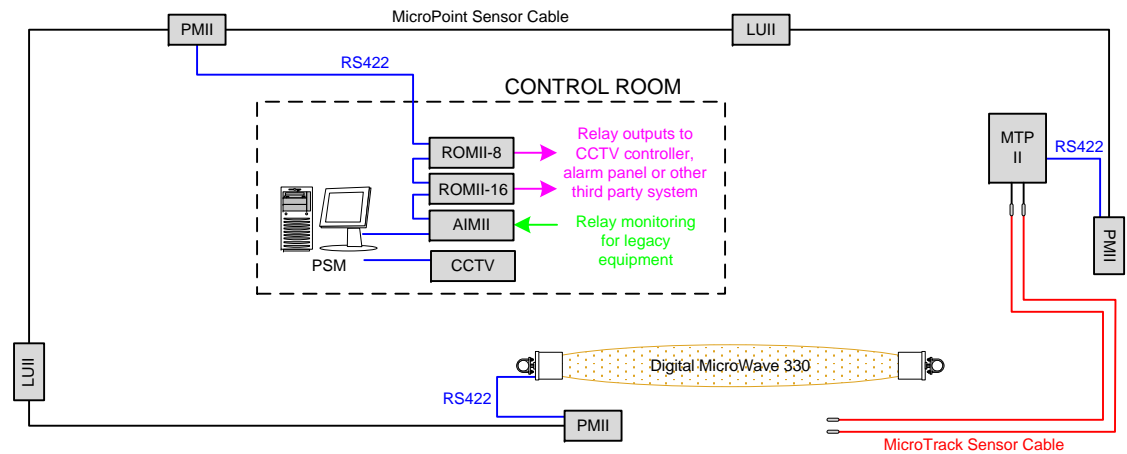 MicroPoint Sensor Cable
PMII
LUII
RS422
CONTROL ROOM
ROMII-8
ROMII-16
AIMII
CCTV
PSM
Relay outputs to
CCTV controller,
alarm panel or other
third party system
Relay monitoring
for legacy
equipment
MTP
II
RS422
PMII
LUII
Digital MicroWave 330
RS422
PMII
MicroTrack Sensor Cable